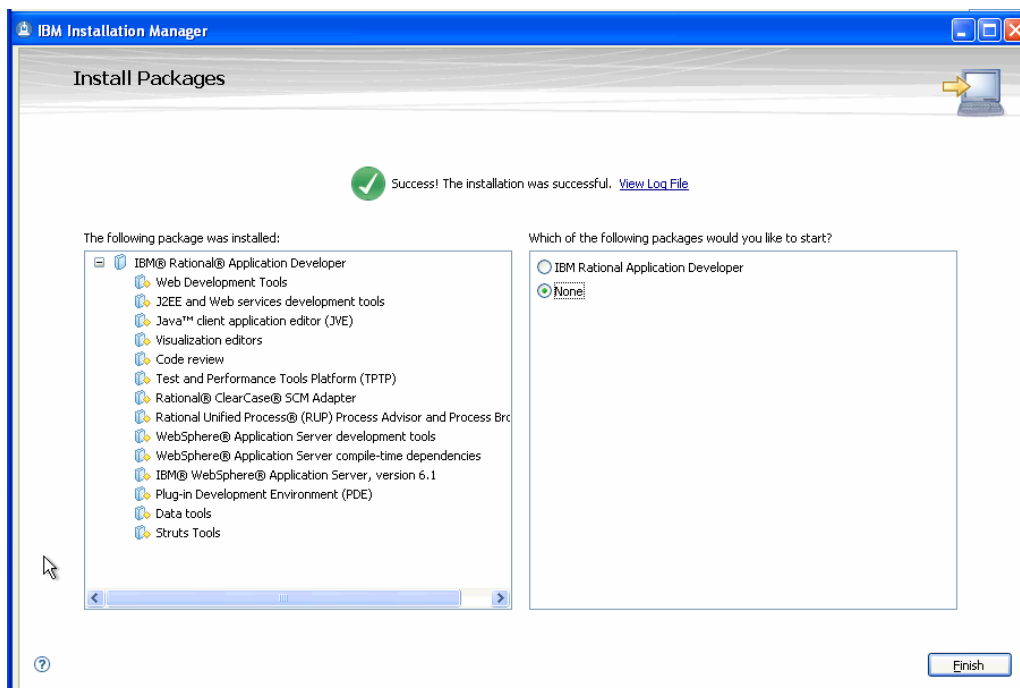 IBM Installation Manager
Install Packages
Success! The installation was successful. View Log File
The following package was installed:
IBM® Rational® Application Developer
Web Development Tools
J2EE and Web services development tools
Java™ client application editor (JVE)
Visualization editors
Code review
Test and Performance Tools Platform (TPTP)
Rational® ClearCase® SCM Adapter
Rational Unified Process® (RUP) Process Advisor and Process Bro
WebSphere® Application Server development tools
WebSphere® Application Server compile-time dependencies
IBM® WebSphere® Application Server, version 6.1
Plug-in Development Environment (PDE)
Data tools
Struts Tools
Which of the following packages would you like to start?
IBM Rational Application Developer
None
?
Finish